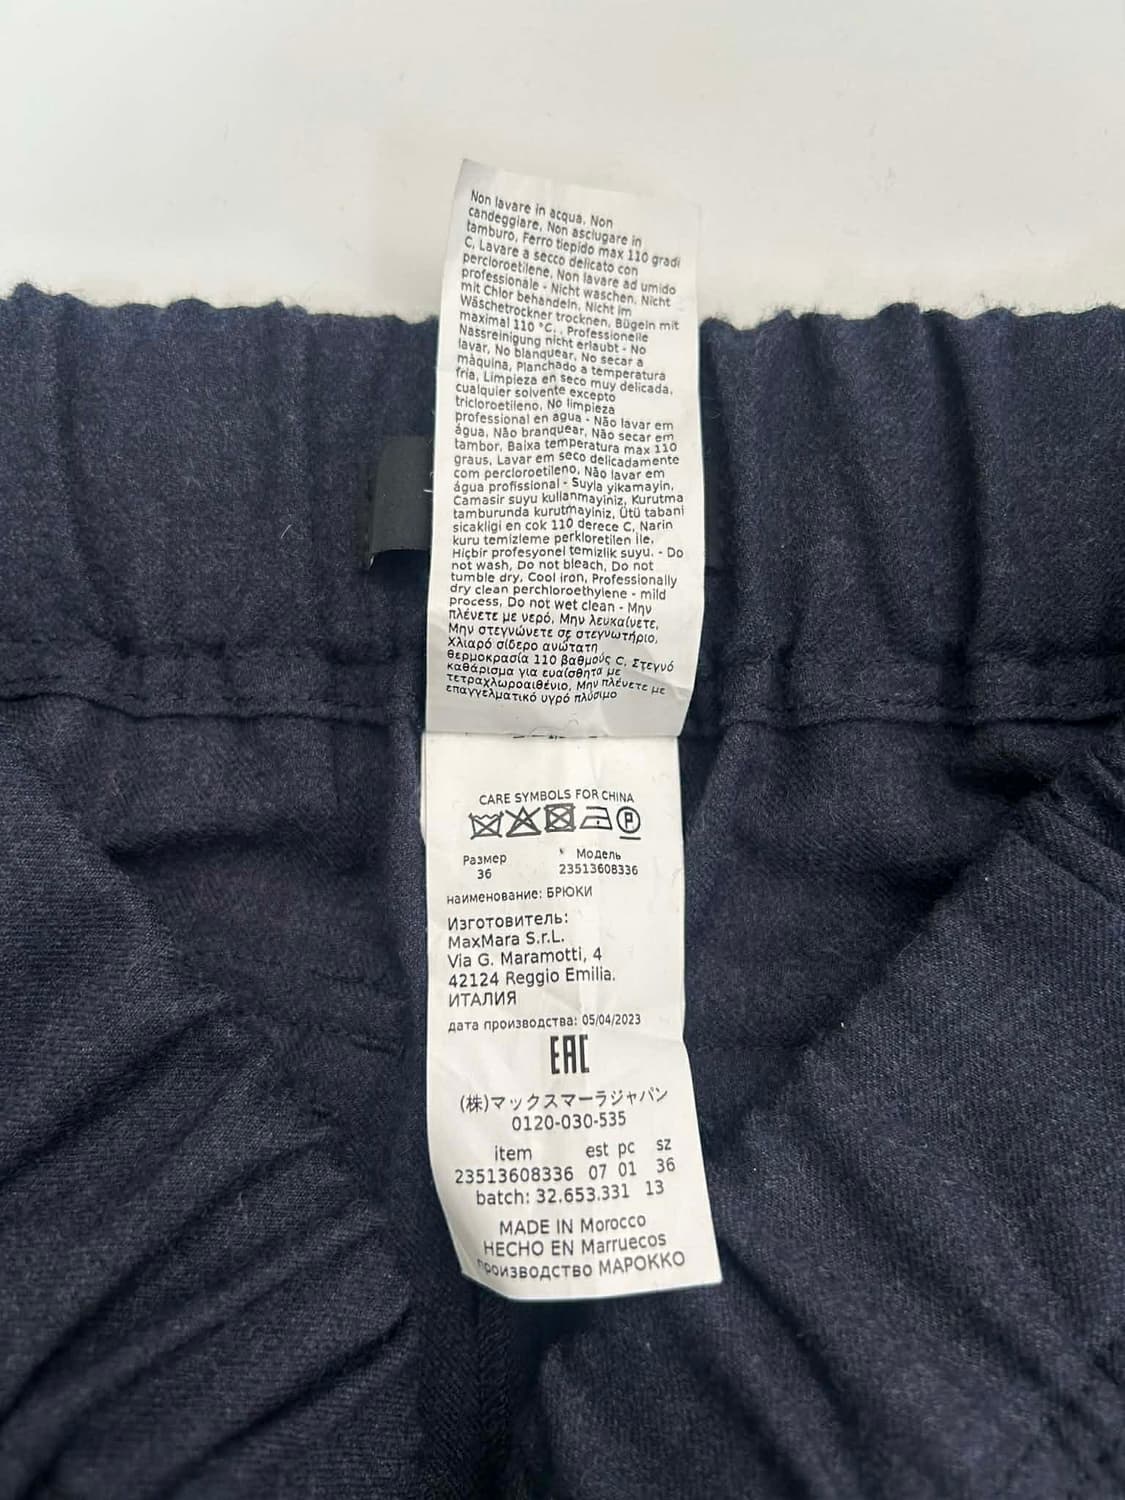 Non lavare in acqua, Non
candeggiare, Non asciugare in
tamburo, Ferro tiepido max 110 gradi
C, Lavare a secco delicato con
percloroetilene, Non lavare ad umido
professionale - Nicht waschen, Nicht
mit Chlor behandeln, Nicht im
Wäschetrockner trocknen, Bügeln mit
maximal 110 °C, , Professionelle
Nassreinigung nicht erlaubt - No
lavar, No blanquear, No secar a
màquina, Planchado a temperatura
fria, Limpieza en seco muy delicada,
cualquier solvente excepto
tricloroetileno, No limpieza
professional en agua - Não lavar em
água, Não branquear, Não secar em
tambor, Baixa temperatura max 110
graus, Lavar em seco delicadamente
com percloroetileno, Não lavar em
água profissional - Suyla yikamayin,
Camasir suyu kullanmayiniz, Kurutma
tamburunda kurutmayiniz, Ütü tabani
sicakligi en cok 110 derece C, Narin
kuru temizleme perkloretilen ile,
Hiçbir profesyonel temizlik suyu. - Do
not wash, Do not bleach, Do not
tumble dry, Cool iron, Professionally
dry clean perchloroethylene - mild
process, Do not wet clean - Μην
πλένετε με νερό, Μην λευκαίνετε,
Μην στεγνώνετε σε στεγνωτήριο,
Χλιαρό σίδερο ανώτατη
θερμοκρασία 110 βαθμούς C, Στεγνό
καθάρισμα για ευαίσθητα με
τετραχλωροαιθένιο, Μην πλένετε με
επαγγελματικό υγρό πλύσιμο
CARE SYMBOLS FOR CHINA
P
Размер Модель
36 23513608336
наименование: БРЮКИ
Изготовитель:
MaxMara S.r.L.
Via G. Maramotti, 4
42124 Reggio Emilia.
ИТАЛИЯ
дата производства: 05/04/2023
EAC
(株)マックスマーラジャパン
0120-030-535
item est pc sz
23513608336 07 01 36
batch: 32.653.331 13
MADE IN Morocco
HECHO EN Marruecos
производство МАРОККО